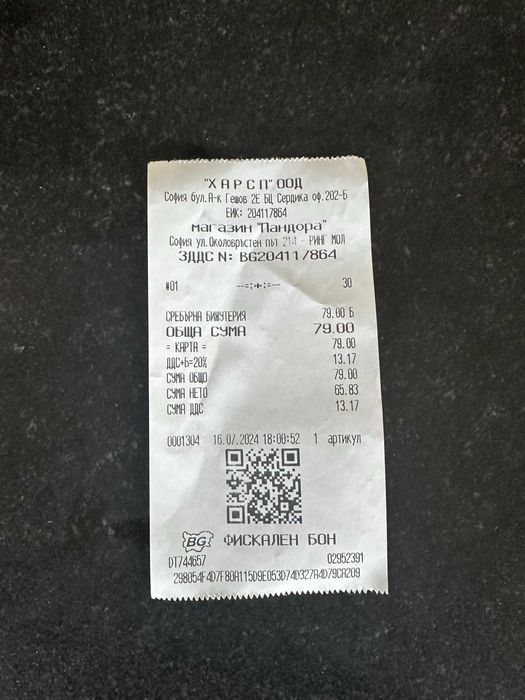 "Х А Р С П" ООД
София бул.А-к Гешов 2Е БЦ Сердика оф.202-Б
ЕИК: 204117864
магазин "Пандора"
София ул.Околовръстен път 214 - РИНГ МОЛ
ЗДДС N: BG204117864
#01 --=:+:=-- 30
СРЕБЪРНА БИЖУТЕРИЯ 79.00 Б
ОБЩА СУМА 79.00
= КАРТА = 79.00
ДДС+Б=20% 13.17
СУМА ОБЩО 79.00
СУМА НЕТО 65.83
СУМА ДДС 13.17
0001304 16.07.2024 18:00:52 1 артикул
BG ФИСКАЛЕН БОН
DT744657 02952391
298054F4D7F80A115D9E053D74D327A4D79CA209